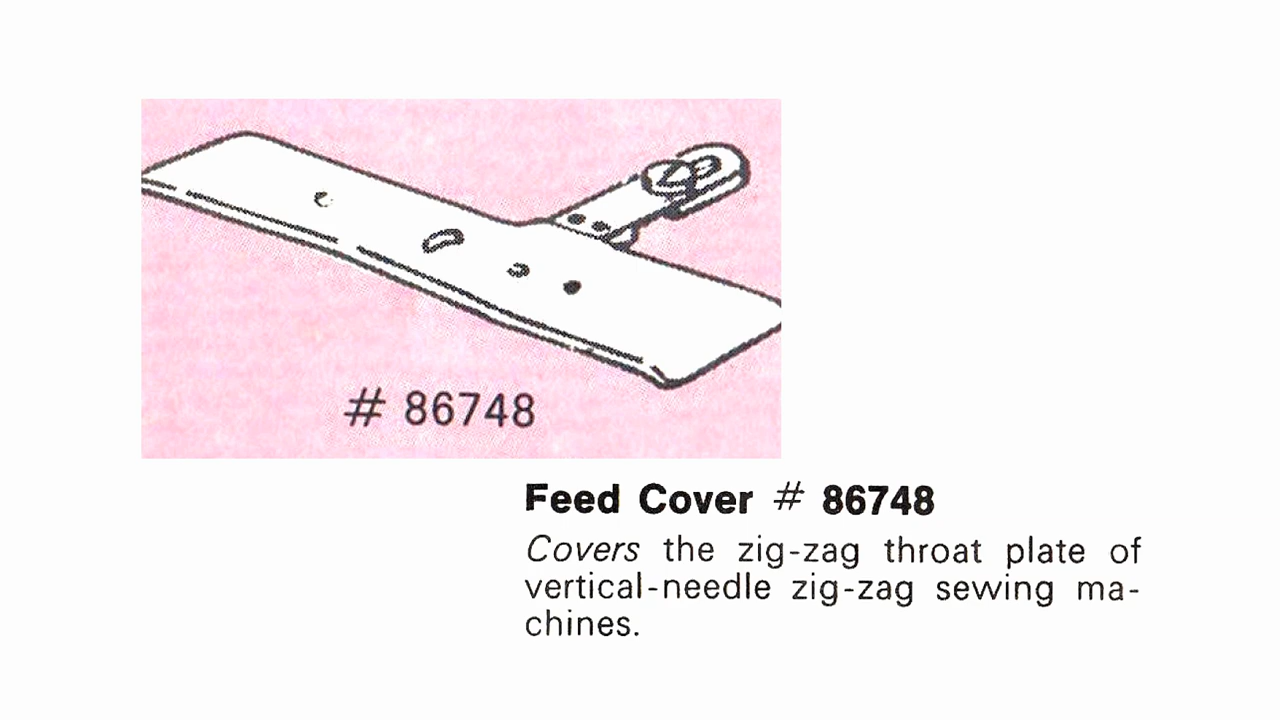 # 86748
Feed Cover # 86748
Covers the zig-zag throat plate of
vertical-needle zig-zag sewing ma-
chines.